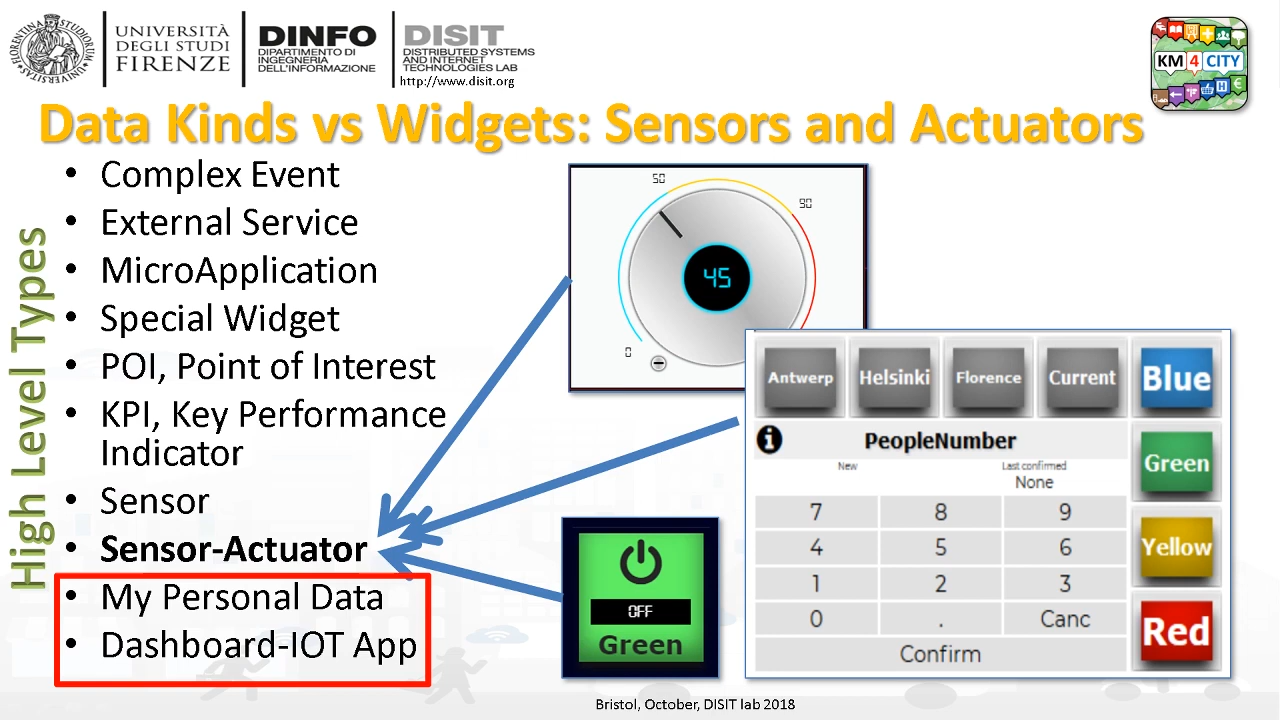 UNIVERSITÀ
DEGLI STUDI
FIRENZE
DINFO
DIPARTIMENTO DI
INGEGNERIA
DELL'INFORMAZIONE
DISIT
DISTRIBUTED SYSTEMS
AND INTERNET
TECHNOLOGIES LAB
http://www.disit.org
KM 4 CITY
Data Kinds vs Widgets: Sensors and Actuators
High Level Types
• Complex Event
• External Service
• MicroApplication
• Special Widget
• POI, Point of Interest
• KPI, Key Performance
Indicator
• Sensor
• Sensor-Actuator
• My Personal Data
• Dashboard-IOT App
50
90
45
0
Antwerp Helsinki Florence Current Blue
PeopleNumber
New Last confirmed
None
Green
7 8 9
4 5 6
Yellow
1 2 3
0 . Canc
Red
Confirm
OFF
Green
Bristol, October, DISIT lab 2018